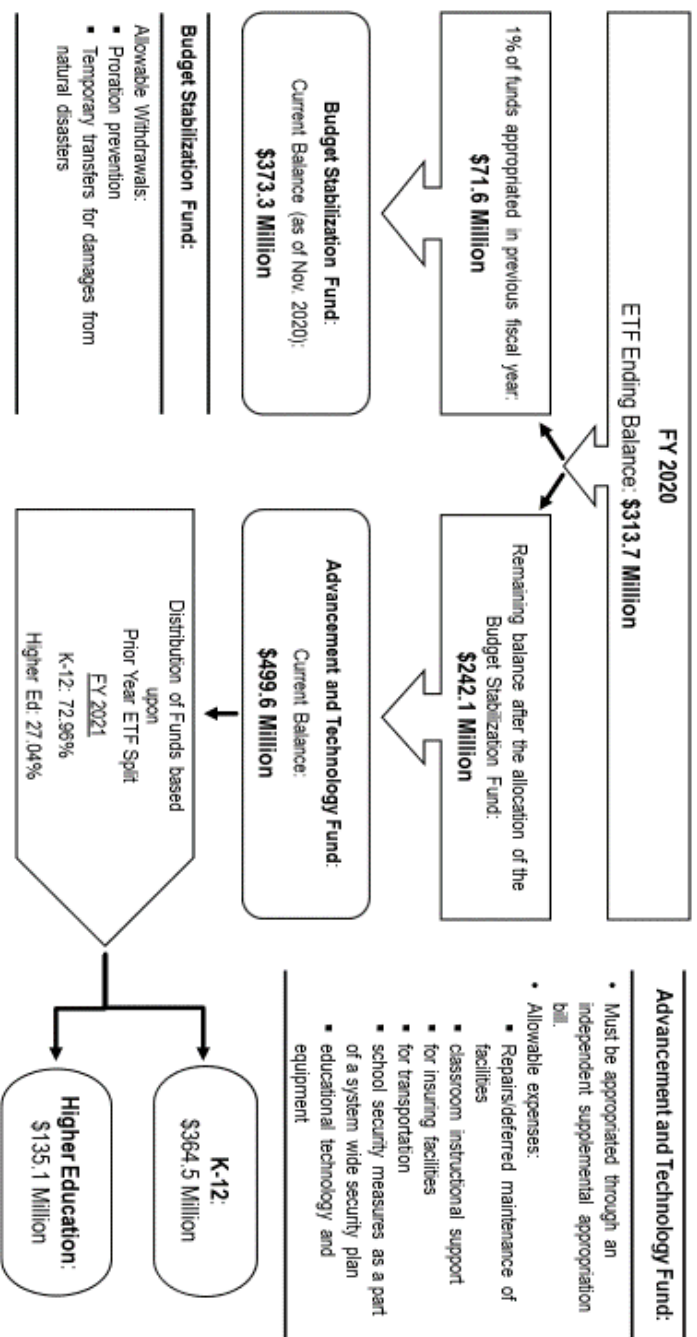 FY 2020
ETF Ending Balance: $313.7 Million
1% of funds appropriated in previous fiscal year:
$71.6 Million
Remaining balance after the allocation of the
Budget Stabilization Fund:
$242.1 Million
Budget Stabilization Fund:
Current Balance (as of Nov. 2020):
$373.3 Million
Advancement and Technology Fund:
Current Balance:
$499.6 Million
Budget Stabilization Fund:
Allowable Withdrawals:
▪ Proration prevention
▪ Temporary transfers for damages from
natural disasters
Distribution of Funds based
upon
Prior Year ETF Split
FY 2021
K-12: 72.96%
Higher Ed: 27.04%
Advancement and Technology Fund:
• Must be appropriated through an
independent supplemental appropriation
bill.
• Allowable expenses:
▪ Repairs/deferred maintenance of
facilities
▪ classroom instructional support
▪ for insuring facilities
▪ for transportation
▪ school security measures as a part
of a system wide security plan
▪ educational technology and
equipment
K-12:
$364.5 Million
Higher Education:
$135.1 Million